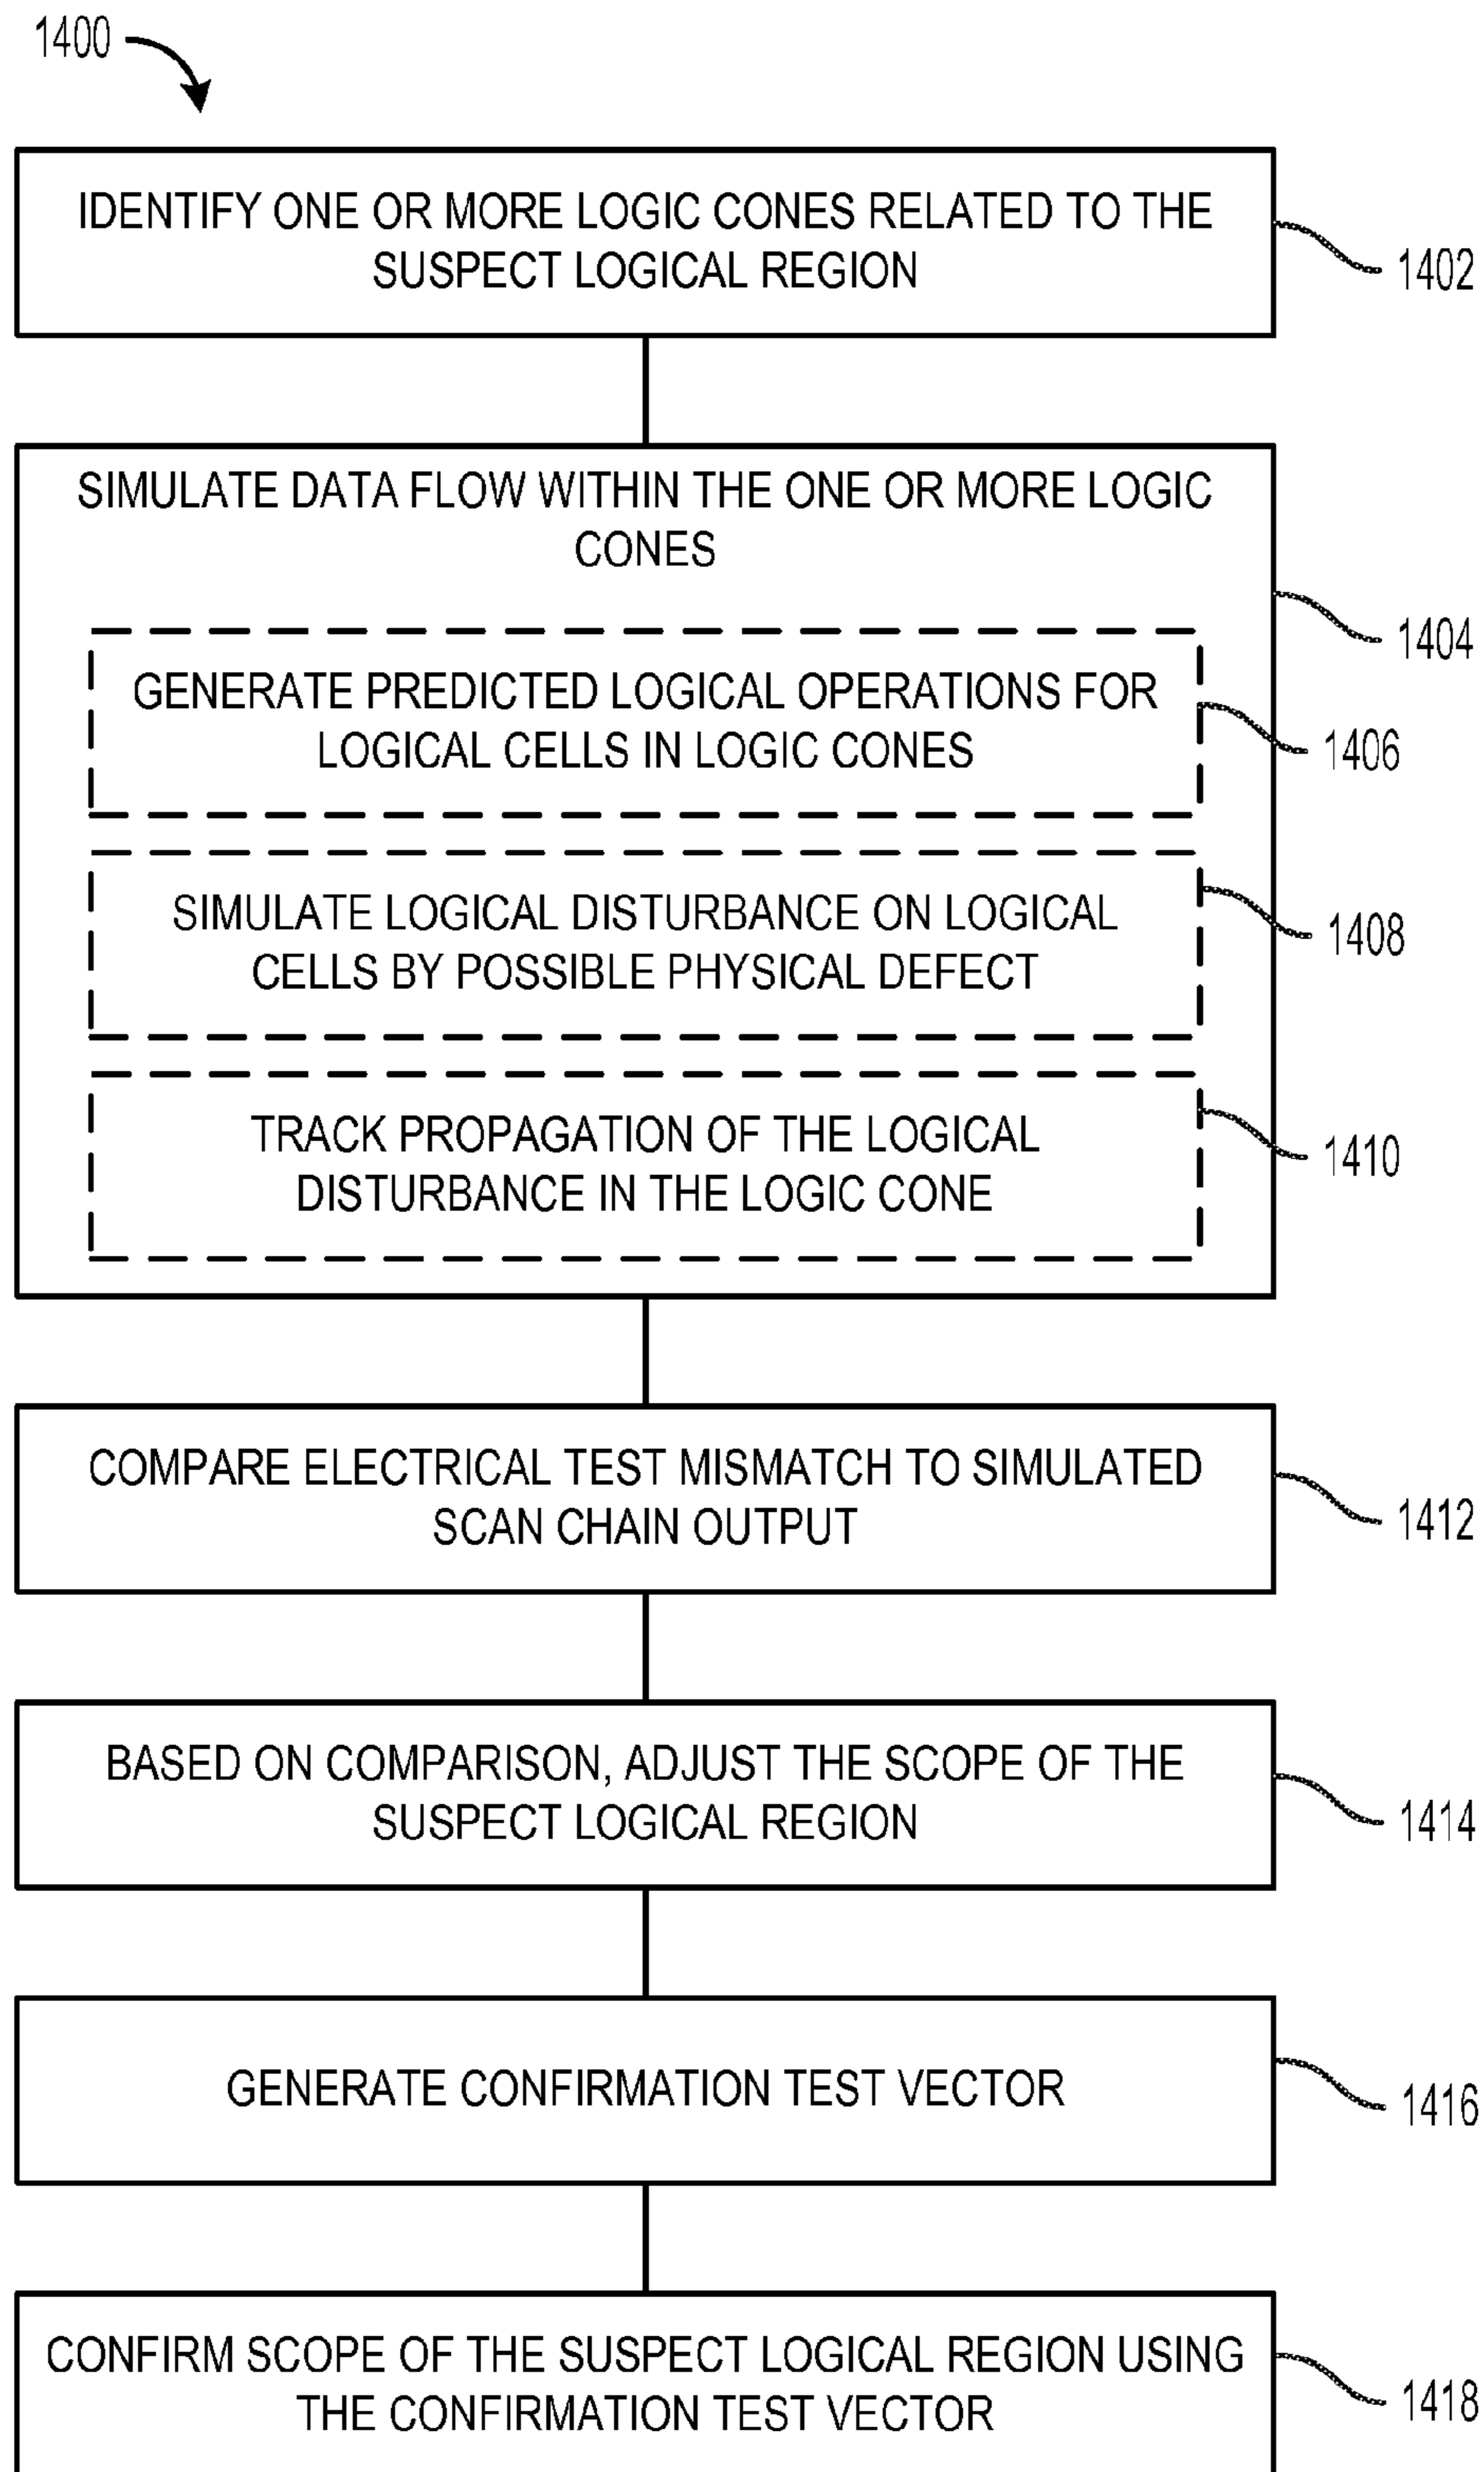 1400
IDENTIFY ONE OR MORE LOGIC CONES RELATED TO THE
SUSPECT LOGICAL REGION
1402
SIMULATE DATA FLOW WITHIN THE ONE OR MORE LOGIC
CONES
1404
GENERATE PREDICTED LOGICAL OPERATIONS FOR
LOGICAL CELLS IN LOGIC CONES
1406
SIMULATE LOGICAL DISTURBANCE ON LOGICAL
CELLS BY POSSIBLE PHYSICAL DEFECT
1408
TRACK PROPAGATION OF THE LOGICAL
DISTURBANCE IN THE LOGIC CONE
1410
COMPARE ELECTRICAL TEST MISMATCH TO SIMULATED
SCAN CHAIN OUTPUT
1412
BASED ON COMPARISON, ADJUST THE SCOPE OF THE
SUSPECT LOGICAL REGION
1414
GENERATE CONFIRMATION TEST VECTOR
1416
CONFIRM SCOPE OF THE SUSPECT LOGICAL REGION USING
THE CONFIRMATION TEST VECTOR
1418